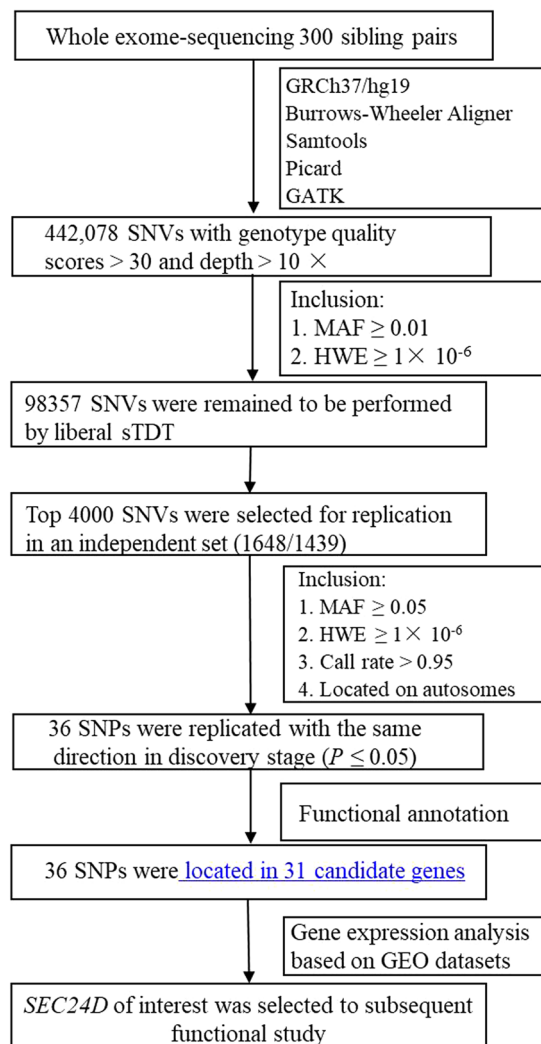 Whole exome-sequencing 300 sibling pairs
GRCh37/hg19
Burrows-Wheeler Aligner
Samtools
Picard
GATK
442,078 SNVs with genotype quality
scores > 30 and depth > 10 ×
Inclusion:
1. MAF ≥ 0.01
2. HWE ≥ 1× 10⁻⁶
98357 SNVs were remained to be performed
by liberal sTDT
Top 4000 SNVs were selected for replication
in an independent set (1648/1439)
Inclusion:
1. MAF ≥ 0.05
2. HWE ≥ 1× 10⁻⁶
3. Call rate > 0.95
4. Located on autosomes
36 SNPs were replicated with the same
direction in discovery stage (P ≤ 0.05)
Functional annotation
36 SNPs were located in 31 candidate genes
Gene expression analysis
based on GEO datasets
SEC24D of interest was selected to subsequent
functional study